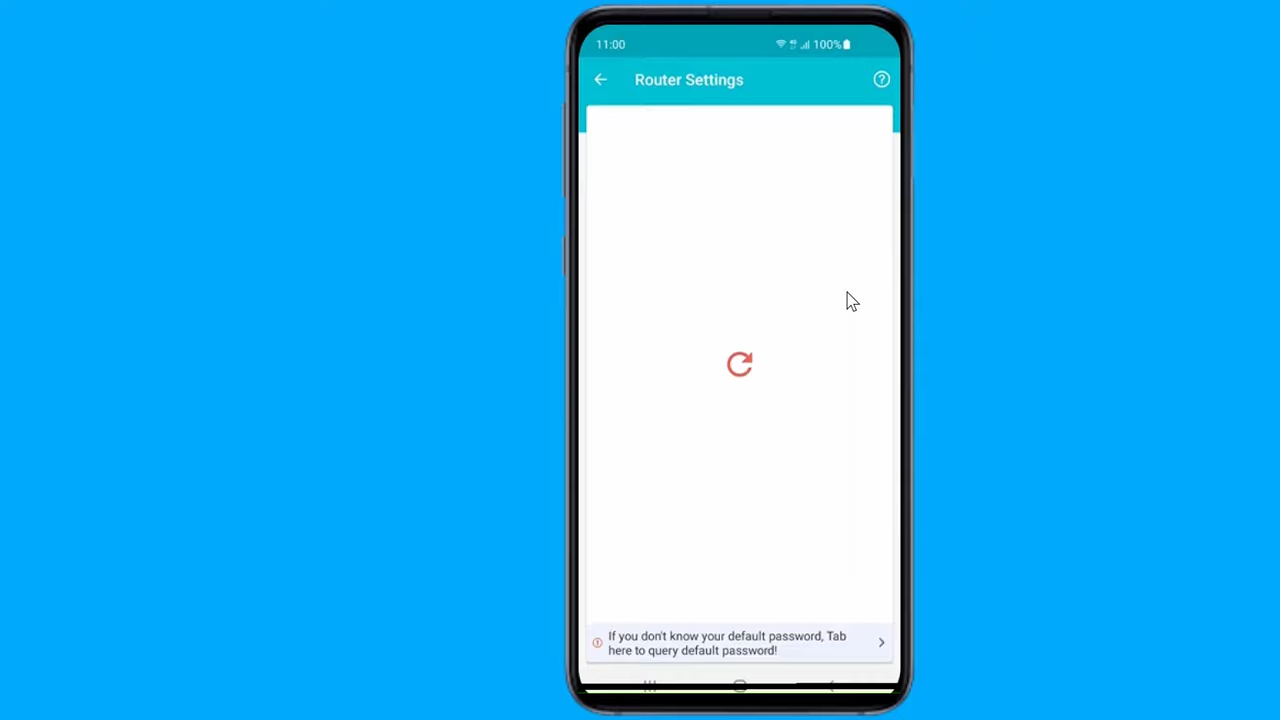 11:00
100%
Router Settings
If you don't know your default password, Tab
here to query default password!